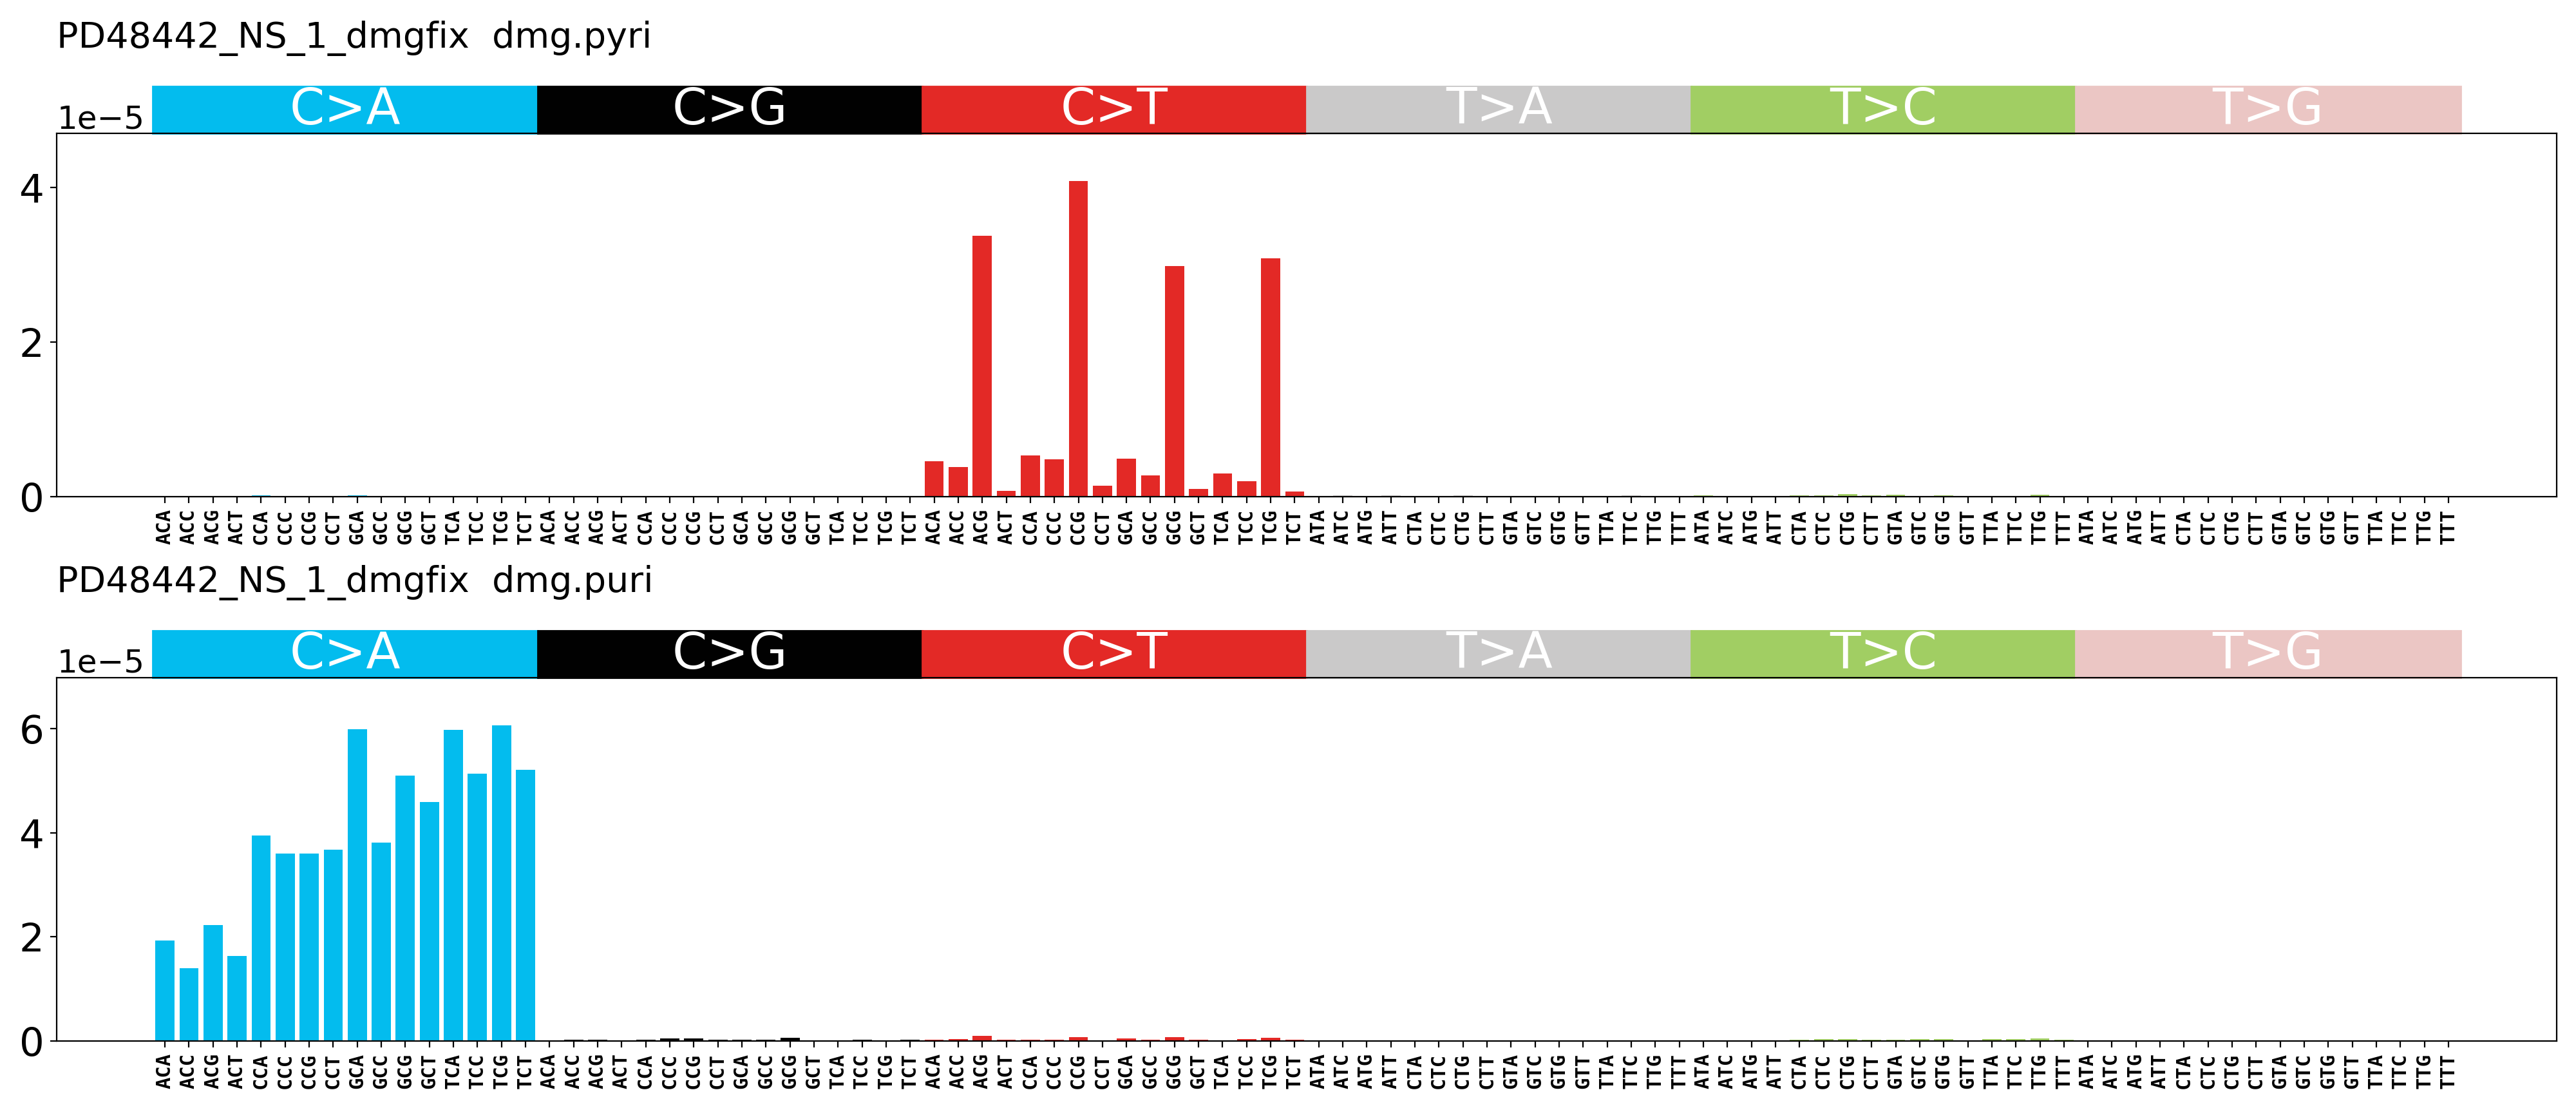 PD48442_NS_1_dmgfix  dmg.pyri
C>A C>G C>T T>A T>C T>G
1e−5
4
2
0
ACA ACC ACG ACT CCA CCC CCG CCT GCA GCC GCG GCT TCA TCC TCG TCT ACA ACC ACG ACT CCA CCC CCG CCT GCA GCC GCG GCT TCA TCC TCG TCT ACA ACC ACG ACT CCA CCC CCG CCT GCA GCC GCG GCT TCA TCC TCG TCT ATA ATC ATG ATT CTA CTC CTG CTT GTA GTC GTG GTT TTA TTC TTG TTT ATA ATC ATG ATT CTA CTC CTG CTT GTA GTC GTG GTT TTA TTC TTG TTT ATA ATC ATG ATT CTA CTC CTG CTT GTA GTC GTG GTT TTA TTC TTG TTT
PD48442_NS_1_dmgfix  dmg.puri
C>A C>G C>T T>A T>C T>G
1e−5
6
4
2
0
ACA ACC ACG ACT CCA CCC CCG CCT GCA GCC GCG GCT TCA TCC TCG TCT ACA ACC ACG ACT CCA CCC CCG CCT GCA GCC GCG GCT TCA TCC TCG TCT ACA ACC ACG ACT CCA CCC CCG CCT GCA GCC GCG GCT TCA TCC TCG TCT ATA ATC ATG ATT CTA CTC CTG CTT GTA GTC GTG GTT TTA TTC TTG TTT ATA ATC ATG ATT CTA CTC CTG CTT GTA GTC GTG GTT TTA TTC TTG TTT ATA ATC ATG ATT CTA CTC CTG CTT GTA GTC GTG GTT TTA TTC TTG TTT